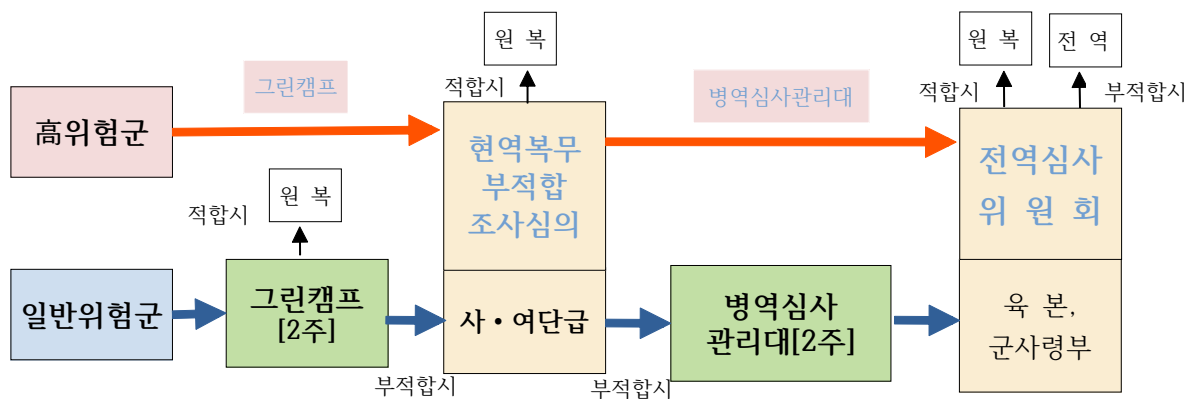 원 복
원 복
전 역
그린캠프
적합시
병역심사관리대
적합시
부적합시
高위험군
현역복무
부적합
조사심의
전역심사
위 원 회
적합시
원 복
일반위험군
그린캠프
[2주]
사·여단급
병역심사
관리대[2주]
육 본,
군사령부
부적합시
부적합시